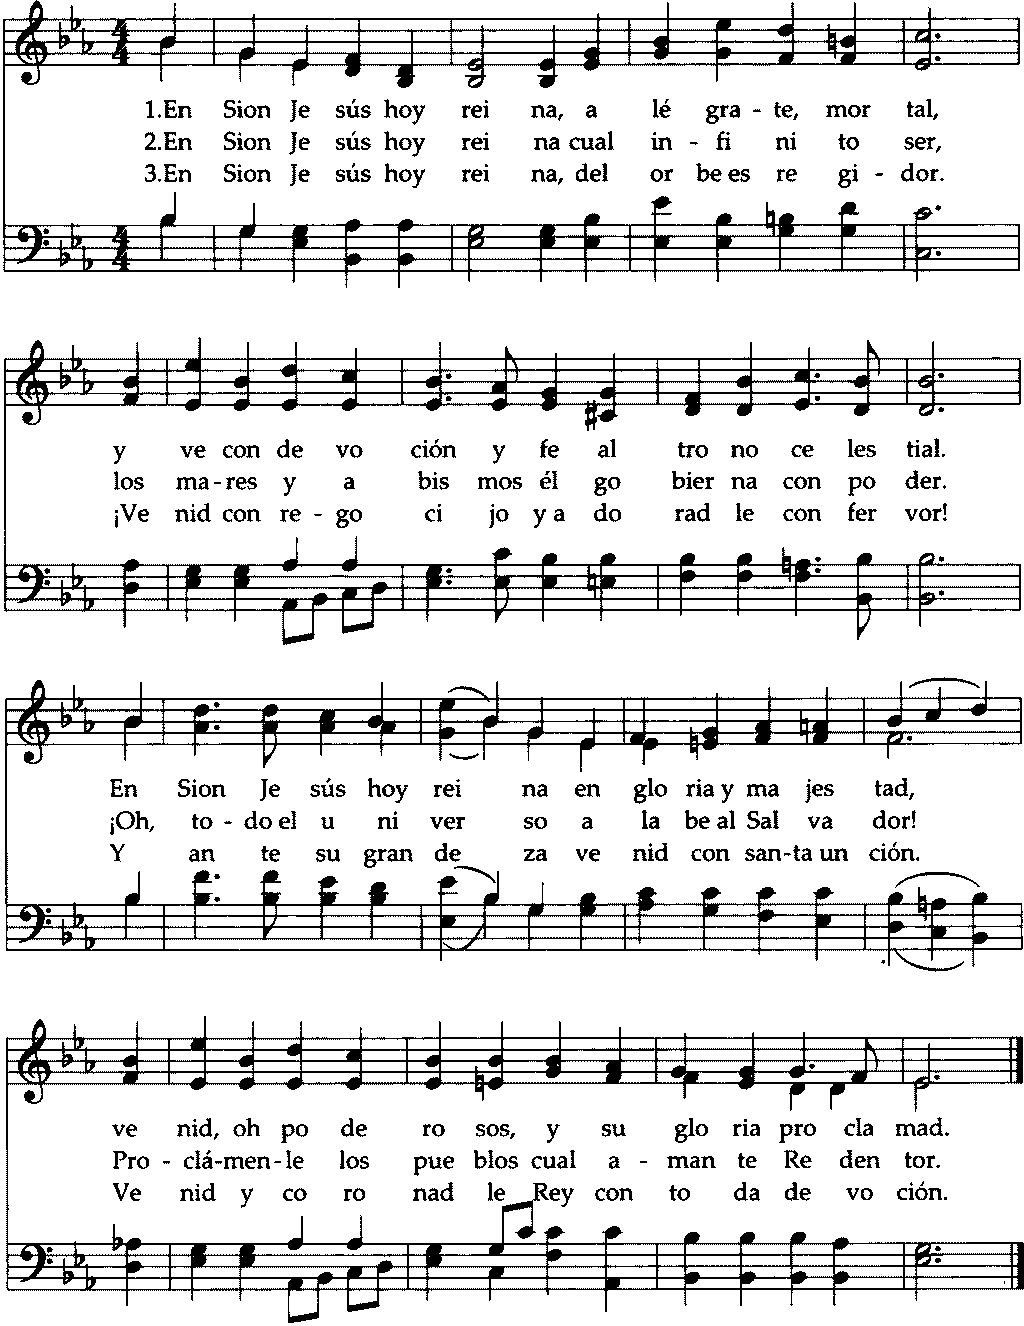 1.En Sion Je sús hoy rei na, a lé gra - te, mor tal,
2.En Sion Je sús hoy rei na cual in - fi ni to ser,
3.En Sion Je sús hoy rei na, del or be es re gi - dor.
y ve con de vo ción y fe al tro no ce les tial.
los ma - res y a bis mos él go bier na con po der.
¡Ve nid con re - go ci jo y a do rad le con fer vor!
En Sion Je sús hoy rei na en glo ria y ma jes tad,
¡Oh, to - do el u ni ver so a la be al Sal va dor!
Y an te su gran de za ve nid con san - ta un ción.
ve nid, oh po de ro sos, y su glo ria pro cla mad.
Pro - clá - men - le los pue blos cual a - man te Re den tor.
Ve nid y co ro nad le Rey con to da de vo ción.